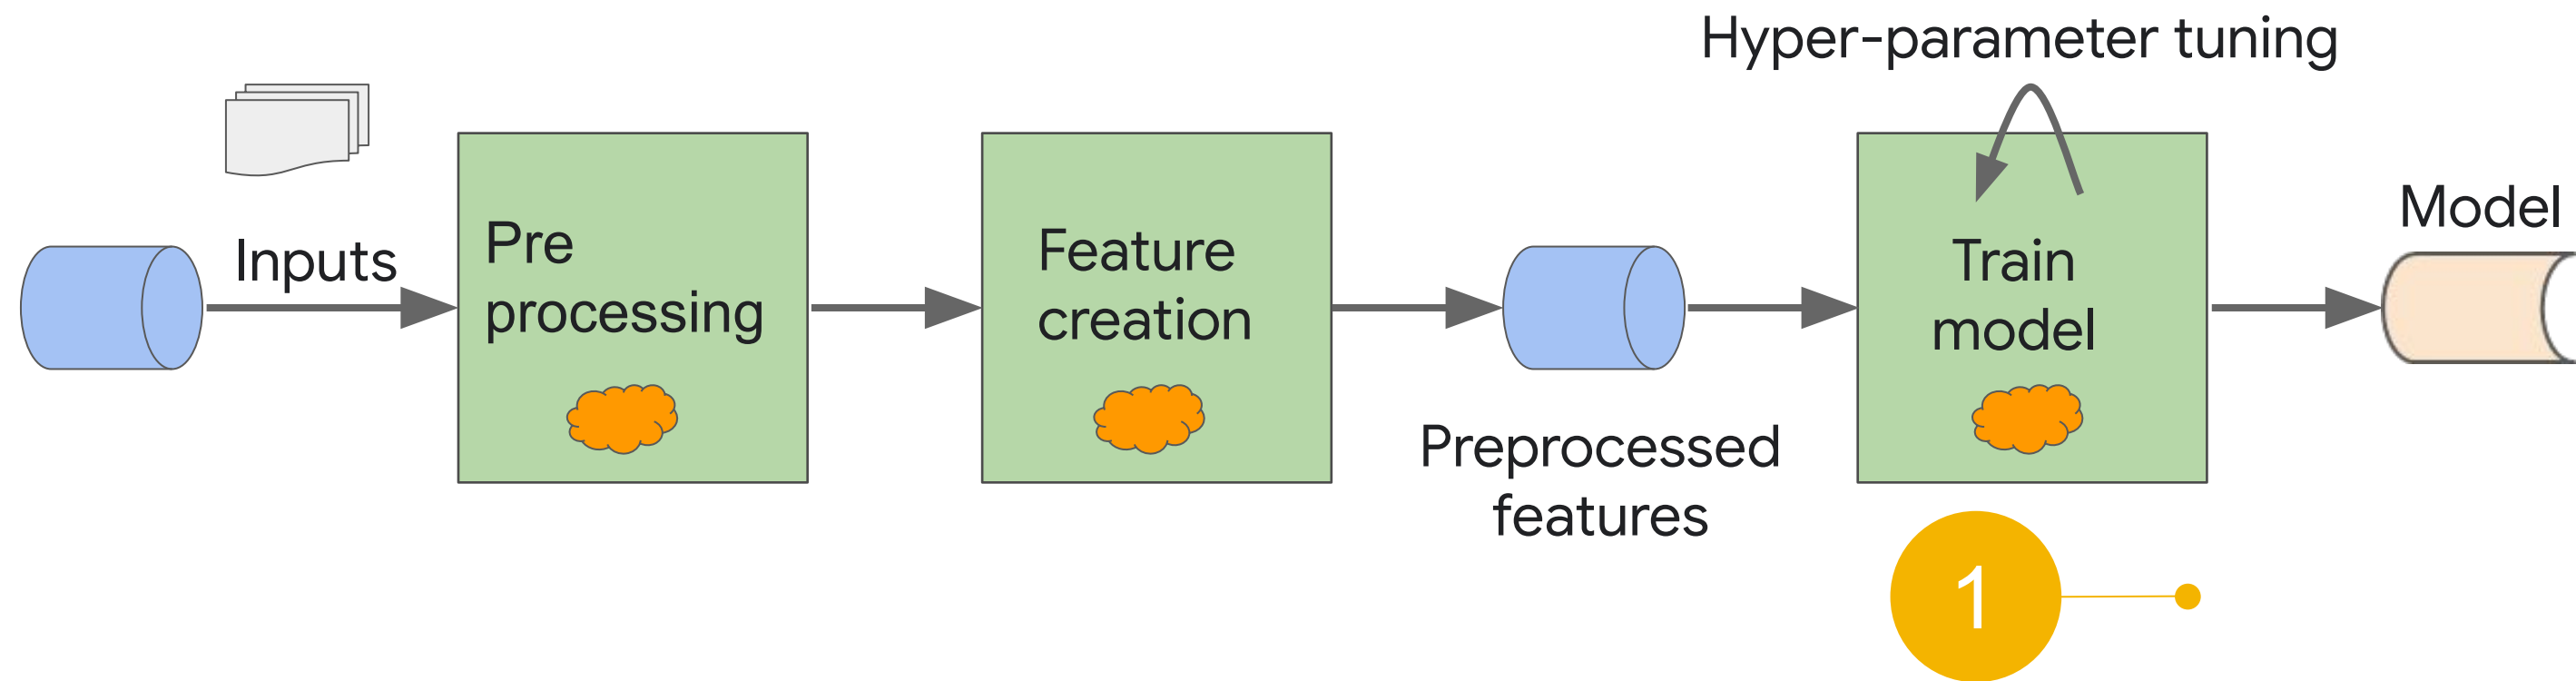 Hyper-parameter tuning
Inputs
Pre
processing
Feature
creation
Preprocessed
features
Train
model
Model
1